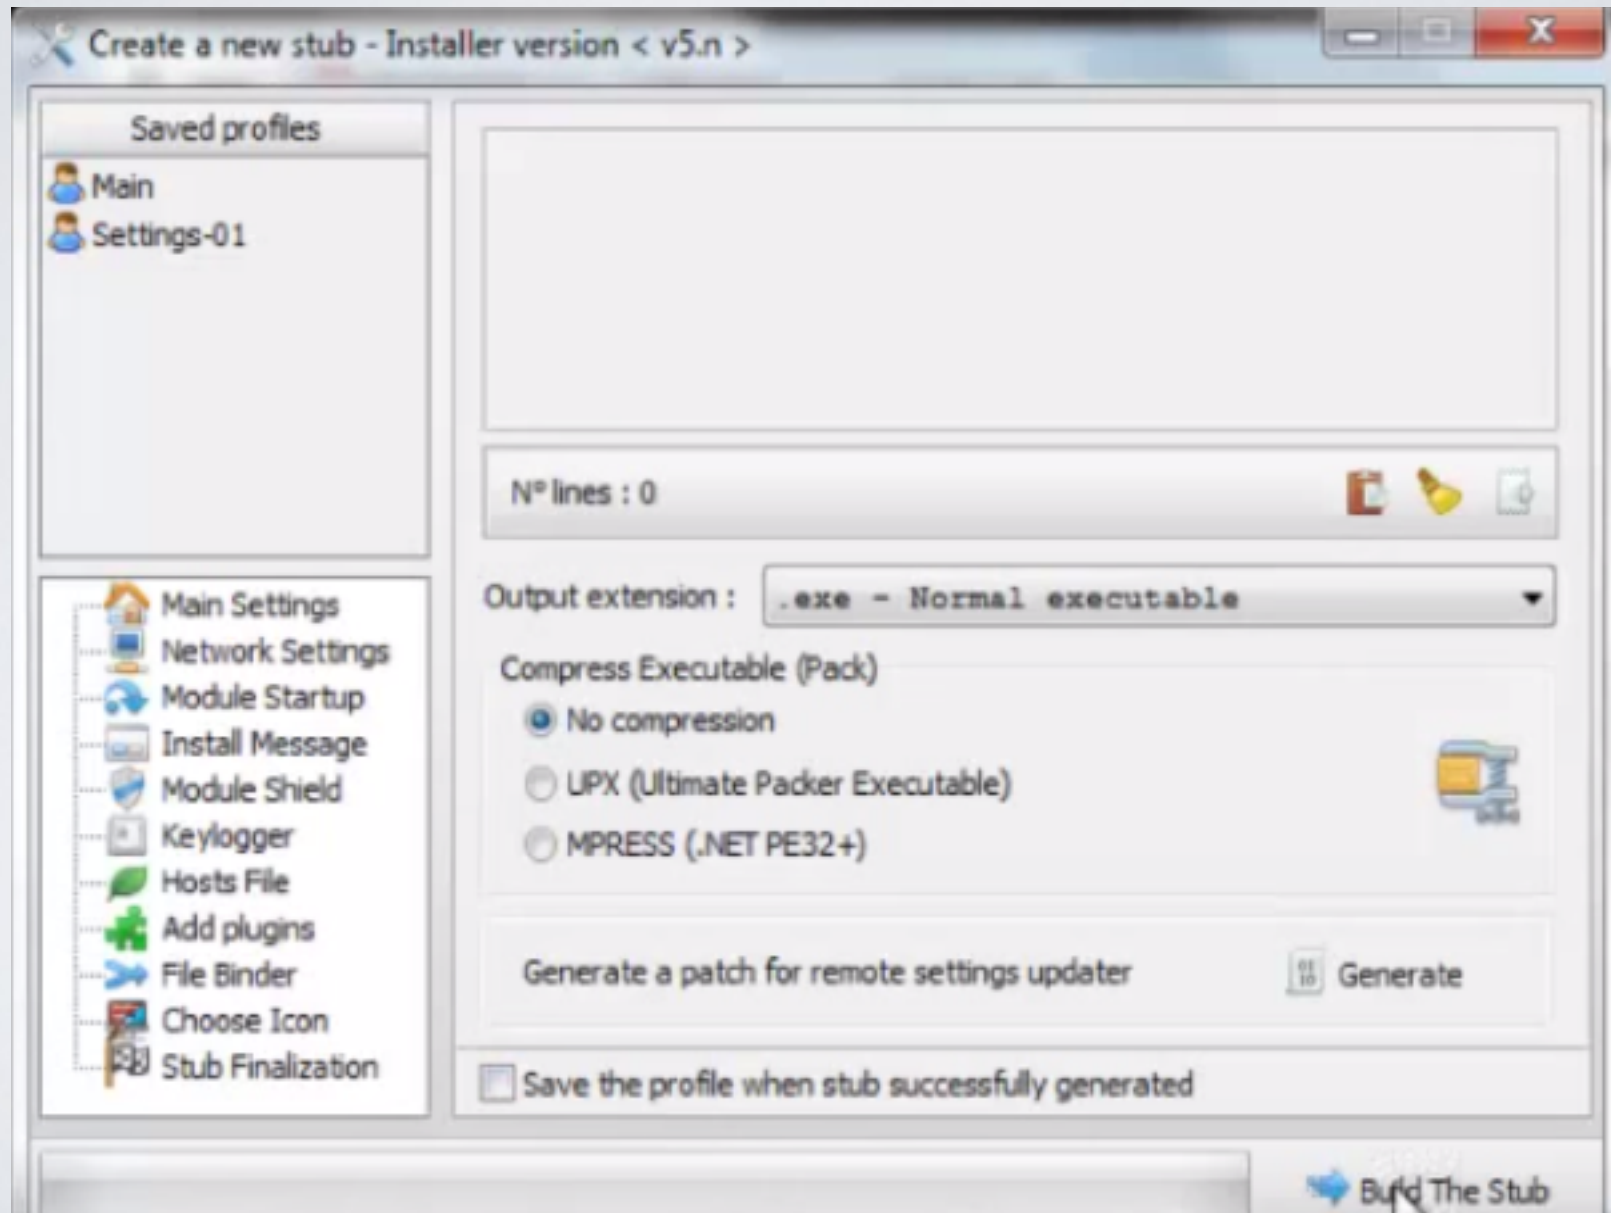 Create a new stub - Installer version < v5.n >
Saved profiles
Main
Settings-01
Main Settings
Network Settings
Module Startup
Install Message
Module Shield
Keylogger
Hosts File
Add plugins
File Binder
Choose Icon
Stub Finalization
Nº lines : 0
Output extension : .exe - Normal executable
Compress Executable (Pack)
No compression
UPX (Ultimate Packer Executable)
MPRESS (.NET PE32+)
Generate a patch for remote settings updater
Generate
Save the profile when stub successfully generated
Build The Stub